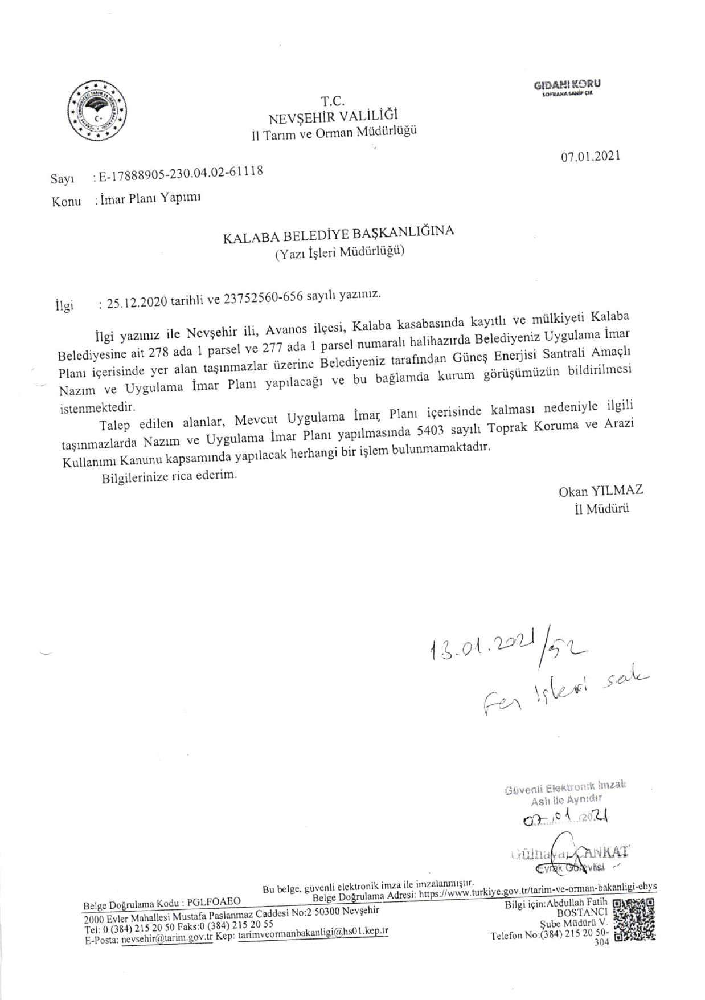 GIDANI KORU
SOFRANA SAHİP ÇIK
T.C.
NEVŞEHİR VALİLİĞİ
İl Tarım ve Orman Müdürlüğü
07.01.2021
Sayı : E-17888905-230.04.02-61118
Konu : İmar Planı Yapımı
KALABA BELEDİYE BAŞKANLIĞINA
(Yazı İşleri Müdürlüğü)
İlgi : 25.12.2020 tarihli ve 23752560-656 sayılı yazınız.
İlgi yazınız ile Nevşehir ili, Avanos ilçesi, Kalaba kasabasında kayıtlı ve mülkiyeti Kalaba
Belediyesine ait 278 ada 1 parsel ve 277 ada 1 parsel numaralı halihazırda Belediyeniz Uygulama İmar
Planı içerisinde yer alan taşınmazlar üzerine Belediyeniz tarafından Güneş Enerjisi Santrali Amaçlı
Nazım ve Uygulama İmar Planı yapılacağı ve bu bağlamda kurum görüşümüzün bildirilmesi
istenmektedir.
Talep edilen alanlar, Mevcut Uygulama İmar Planı içerisinde kalması nedeniyle ilgili
taşınmazlarda Nazım ve Uygulama İmar Planı yapılmasında 5403 sayılı Toprak Koruma ve Arazi
Kullanımı Kanunu kapsamında yapılacak herhangi bir işlem bulunmamaktadır.
Bilgilerinize rica ederim.
Okan YILMAZ
İl Müdürü
13.01.2021/52
Fen işleri sak
Güvenli Elektronik İmzalı
Aslı ile Aynıdır
07.01.2021
Evrak Görevlisi
Bu belge, güvenli elektronik imza ile imzalanmıştır.
Belge Doğrulama Kodu : PGLFOAEO Belge Doğrulama Adresi: https://www.turkiye.gov.tr/tarim-ve-orman-bakanligi-ebys
2000 Evler Mahallesi Mustafa Paslanmaz Caddesi No:2 50300 Nevşehir
Tel: 0 (384) 215 20 50 Faks:0 (384) 215 20 55
E-Posta: nevsehir@tarim.gov.tr Kep: tarimveormanbakanligi@hs01.kep.tr
Bilgi için:Abdullah Fatih
BOSTANCI
Şube Müdürü V.
Telefon No:(384) 215 20 50-
304